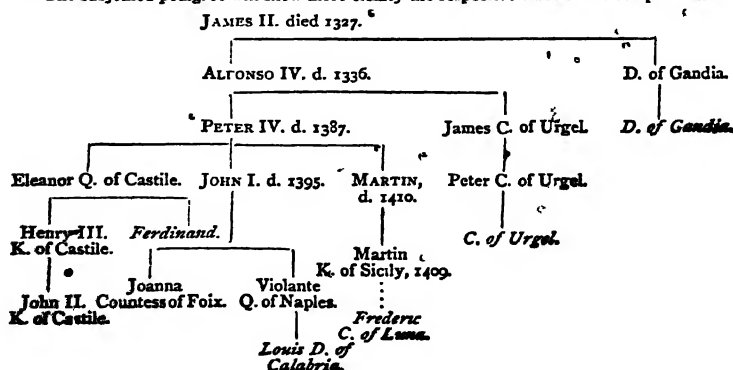 JAMES II. died 1327.
ALFONSO IV. d. 1336. D. of Gandia.
PETER IV. d. 1387. James C. of Urgel. D. of Gandia.
Eleanor Q. of Castile. JOHN I. d. 1395. MARTIN, Peter C. of Urgel.
d. 1410.
Henry III. Ferdinand. C. of Urgel.
K. of Castile. Martin
K. of Sicily, 1409.
Joanna Violante
John II. Countess of Foix. Q. of Naples. Frederic
K. of Castile. C. of Luna.
Louis D. of
Calabria.